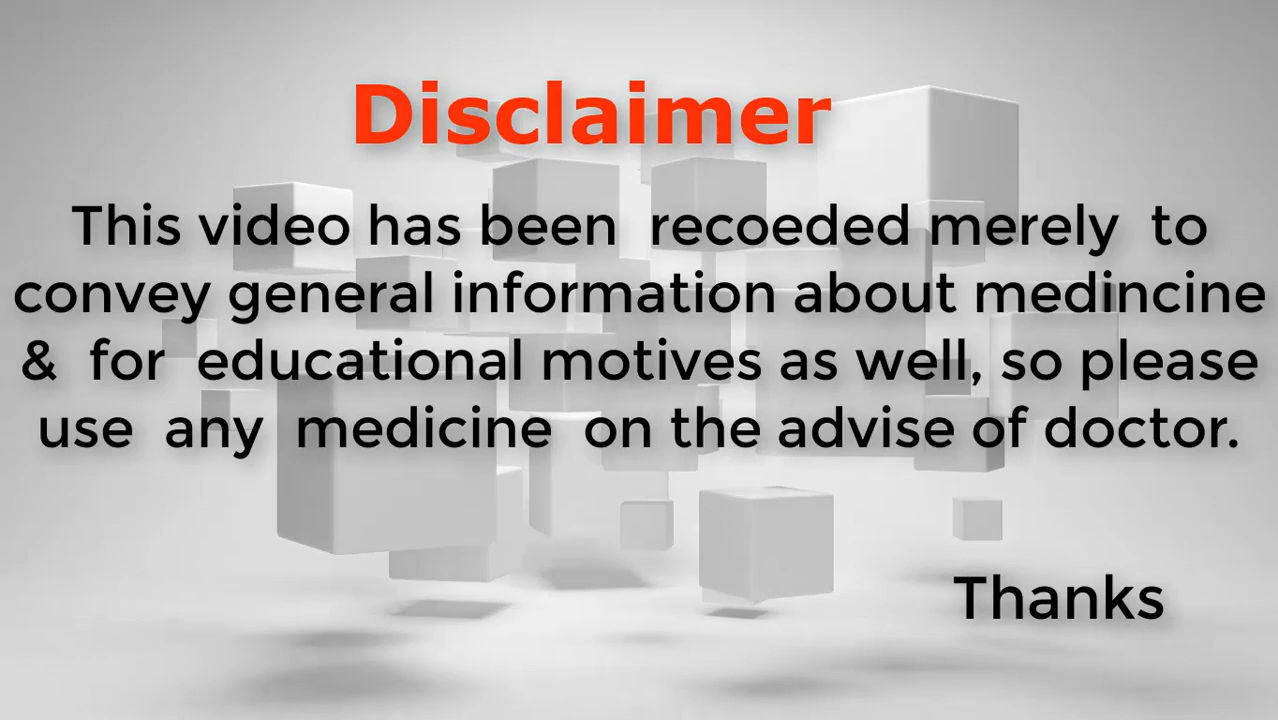 Disclaimer
This video has been recoeded merely to
convey general information about medincine
& for educational motives as well, so please
use any medicine on the advise of doctor.
Thanks